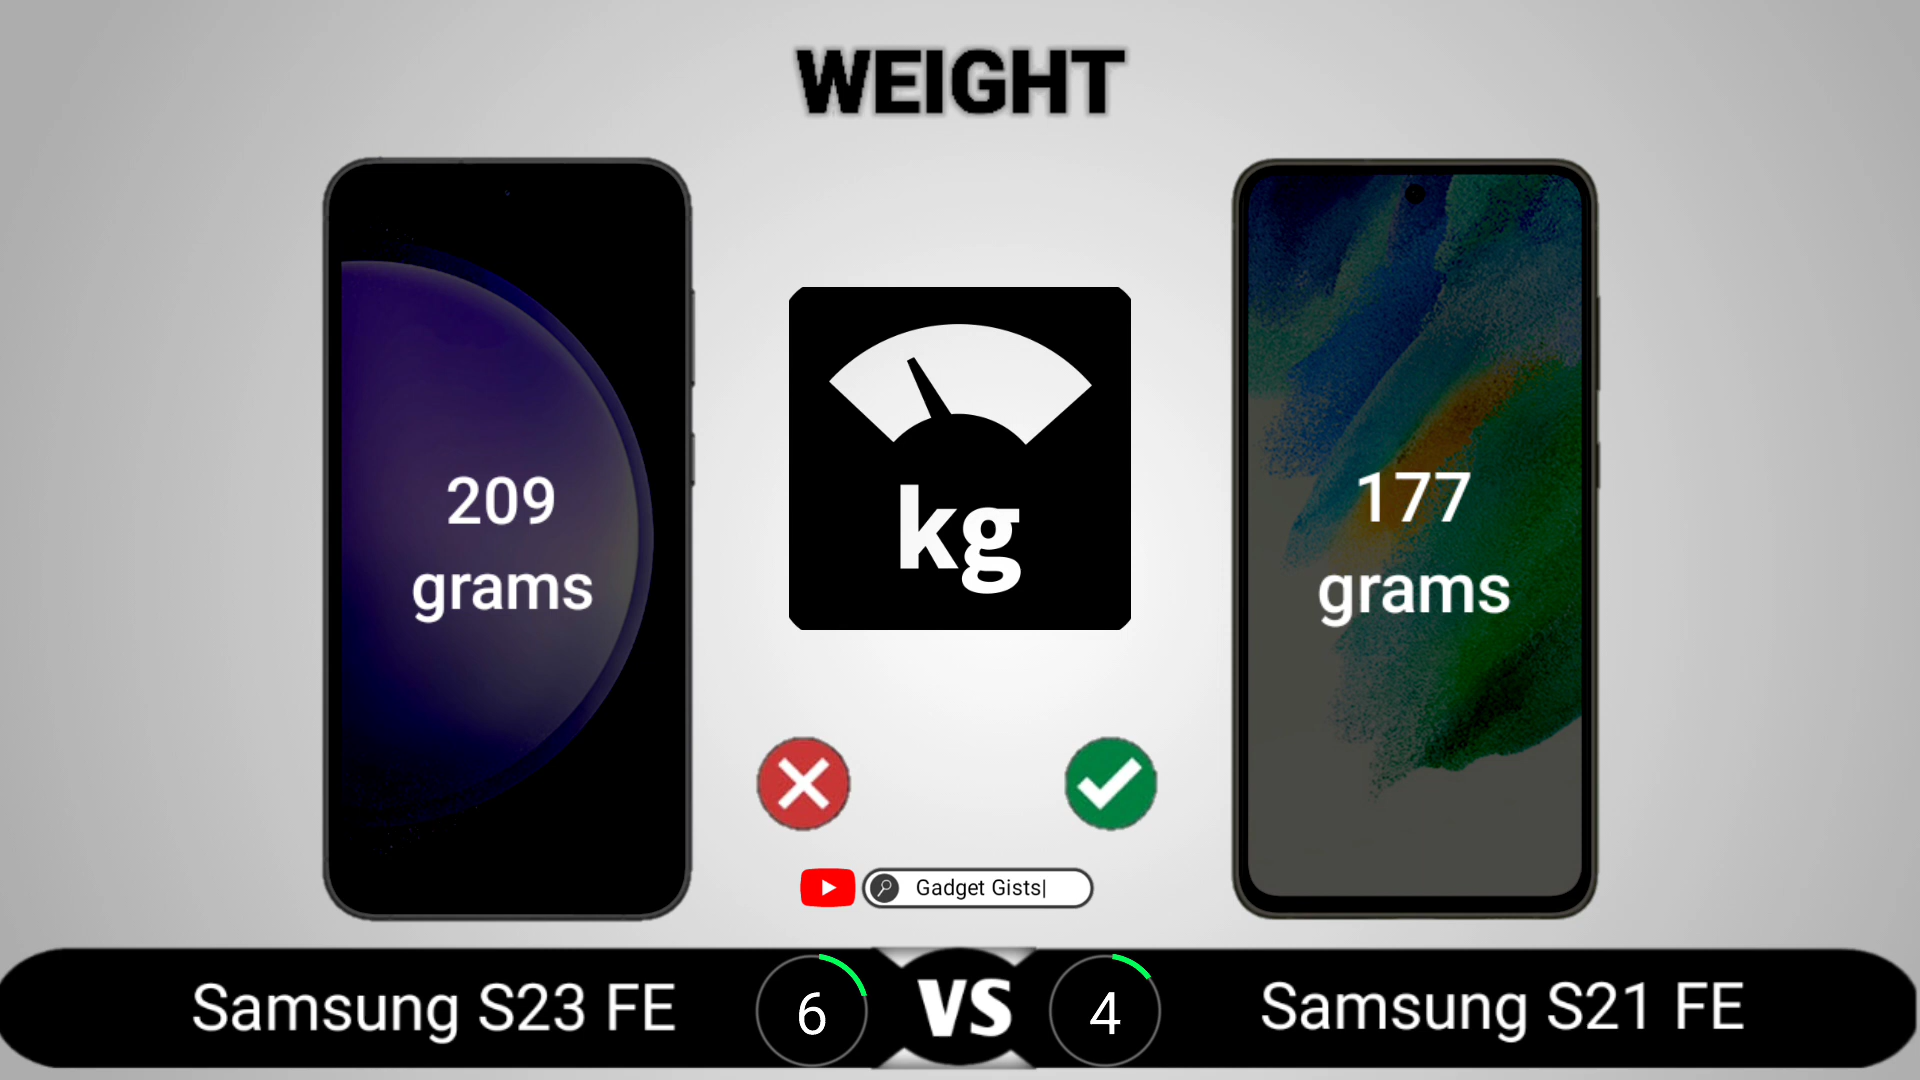 WEIGHT
209
grams
kg
177
grams
Gadget Gists|
Samsung S23 FE
6
VS
4
Samsung S21 FE